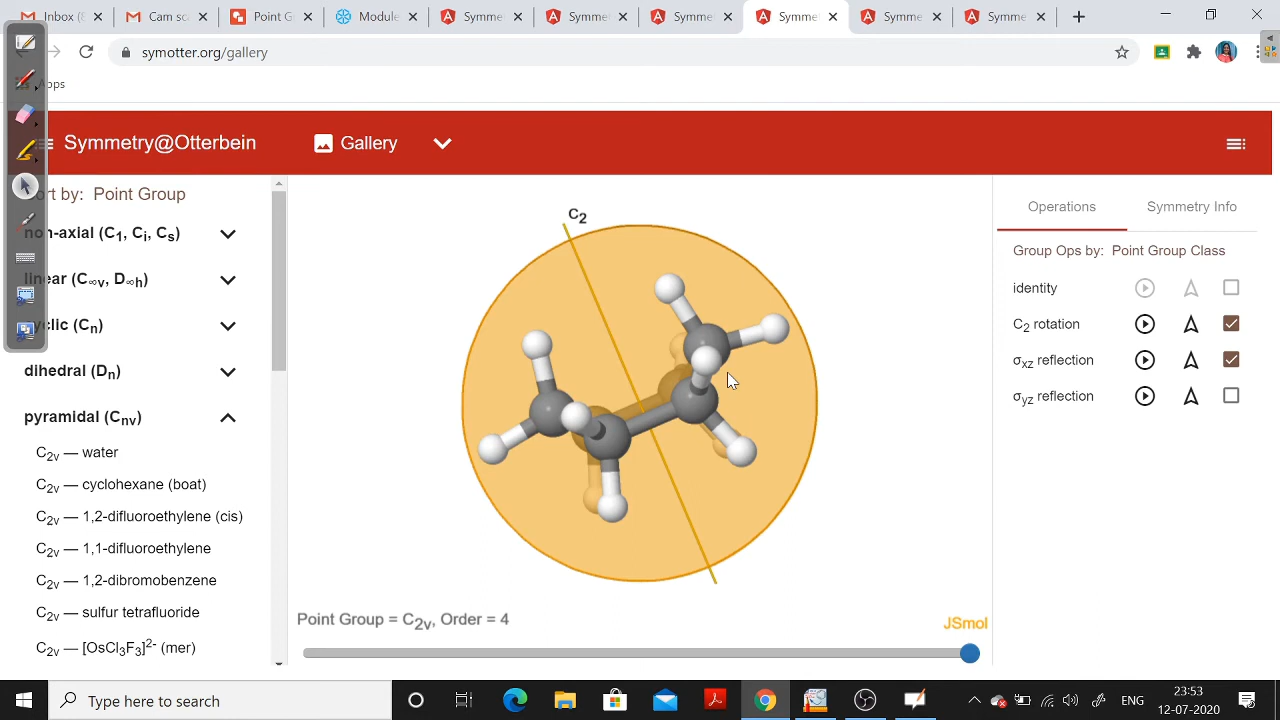 Inbox (
Cam sc
Point G
Module
Symme
Symme
Symme
Symme
Symme
Symme
symotter.org/gallery
Apps
Symmetry@Otterbein
Gallery
ort by: Point Group
non-axial (C₁, Cᵢ, Cₛ)
linear (C∞v, D∞h)
cyclic (Cn)
dihedral (Dn)
pyramidal (Cnv)
C2v — water
C2v — cyclohexane (boat)
C2v — 1,2-difluoroethylene (cis)
C2v — 1,1-difluoroethylene
C2v — 1,2-dibromobenzene
C2v — sulfur tetrafluoride
C2v — [OsCl₃F₃]²⁻ (mer)
C₂
Point Group = C2v, Order = 4
JSmol
Operations
Symmetry Info
Group Ops by: Point Group Class
identity
C₂ rotation
σxz reflection
σyz reflection
Type here to search
ENG
23:53
12-07-2020